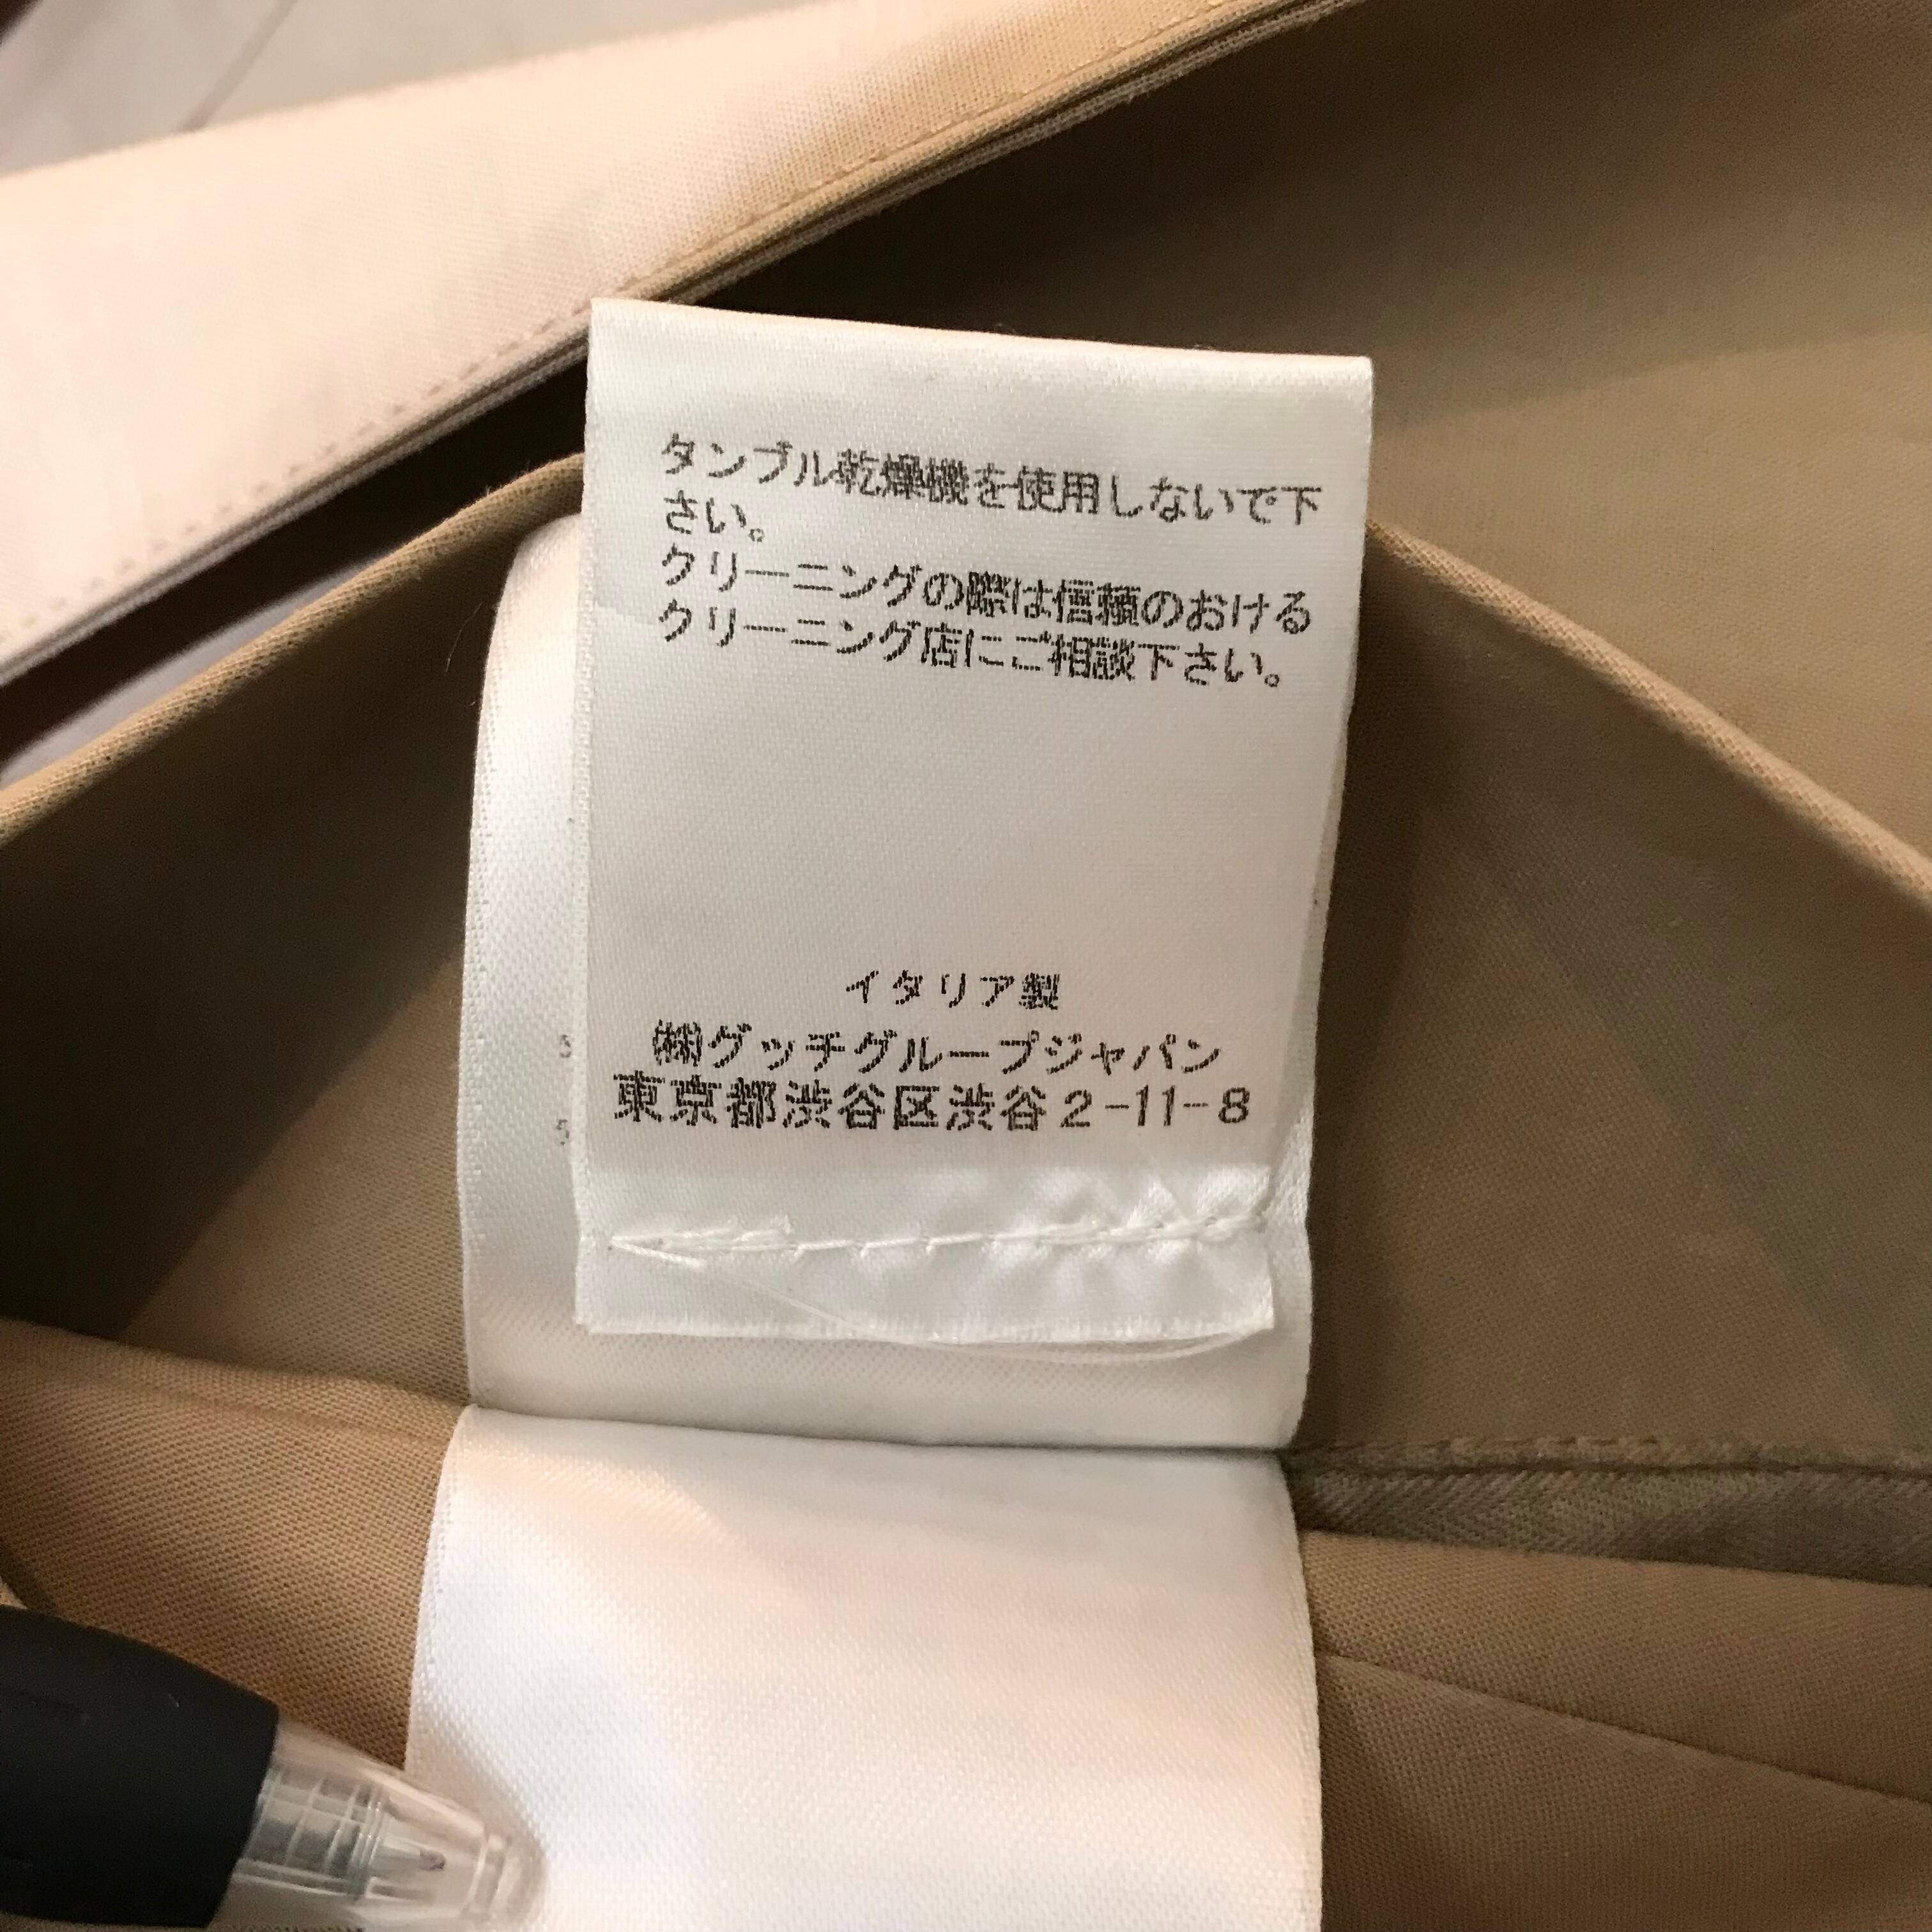 タンブル乾燥機を使用しないで下
さい。
クリーニングの際は信頼のおける
クリーニング店にご相談下さい。
イタリア製
㈱グッチグループジャパン
東京都渋谷区渋谷2-11-8